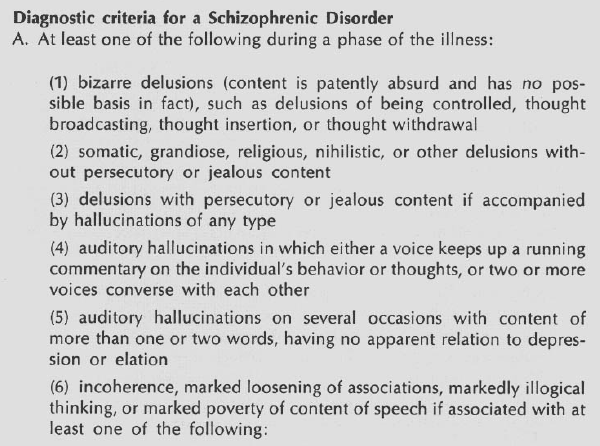 Diagnostic criteria for a Schizophrenic Disorder
A. At least one of the following during a phase of the illness:
(1) bizarre delusions (content is patently absurd and has no pos-
sible basis in fact), such as delusions of being controlled, thought
broadcasting, thought insertion, or thought withdrawal
(2) somatic, grandiose, religious, nihilistic, or other delusions with-
out persecutory or jealous content
(3) delusions with persecutory or jealous content if accompanied
by hallucinations of any type
(4) auditory hallucinations in which either a voice keeps up a running
commentary on the individual's behavior or thoughts, or two or more
voices converse with each other
(5) auditory hallucinations on several occasions with content of
more than one or two words, having no apparent relation to depres-
sion or elation
(6) incoherence, marked loosening of associations, markedly illogical
thinking, or marked poverty of content of speech if associated with at
least one of the following: